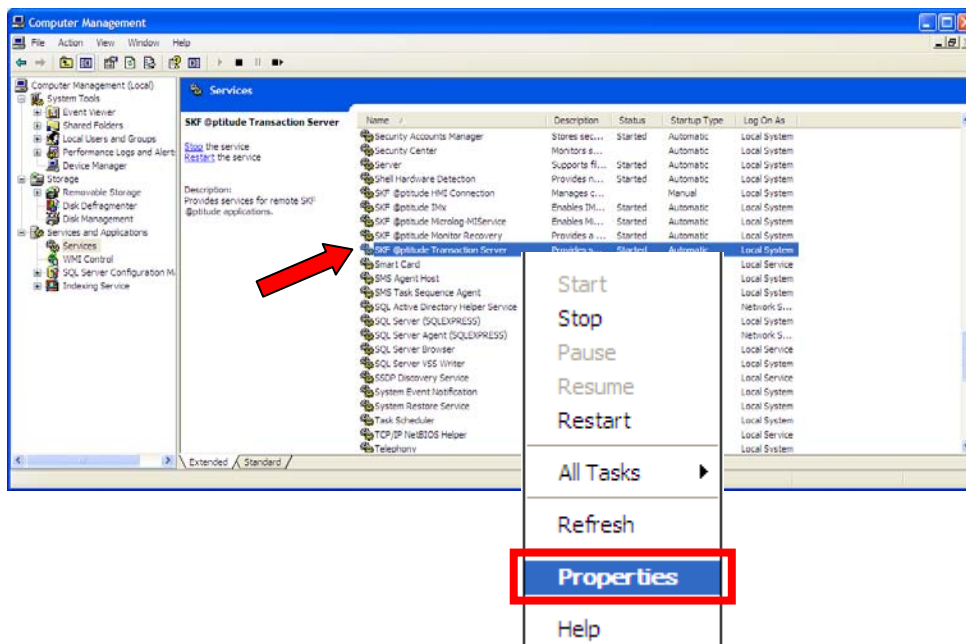 Computer Management
File Action View Window Help
Computer Management (Local)
System Tools
Event Viewer
Shared Folders
Local Users and Groups
Performance Logs and Alert
Device Manager
Storage
Removable Storage
Disk Defragmenter
Disk Management
Services and Applications
Services
WMI Control
SQL Server Configuration M
Indexing Service
Services
SKF @ptitude Transaction Server
Stop the service
Restart the service
Description:
Provides services for remote SKF
@ptitude applications.
Name Description Status Startup Type Log On As
Security Accounts Manager Stores sec... Started Automatic Local System
Security Center Monitors s... Automatic Local System
Server Supports fil... Started Automatic Local System
Shell Hardware Detection Provides n... Started Automatic Local System
SKF @ptitude HMI Connection Manages c... Manual Local System
SKF @ptitude IMx Enables IM... Started Automatic Local System
SKF @ptitude Microlog-MIService Enables M... Started Automatic Local System
SKF @ptitude Monitor Recovery Provides a ... Started Automatic Local System
SKF @ptitude Transaction Server Provides s... Started Automatic Local System
Smart Card Local Service
SMS Agent Host Local System
SMS Task Sequence Agent Local System
SQL Active Directory Helper Service Network S...
SQL Server (SQLEXPRESS) Local System
SQL Server Agent (SQLEXPRESS) Network S...
SQL Server Browser Local Service
SQL Server VSS Writer Local System
SSDP Discovery Service Local Service
System Event Notification Local System
System Restore Service Local System
Task Scheduler Local System
TCP/IP NetBIOS Helper Local Service
Telephony Local System
Extended Standard
Start
Stop
Pause
Resume
Restart
All Tasks
Refresh
Properties
Help